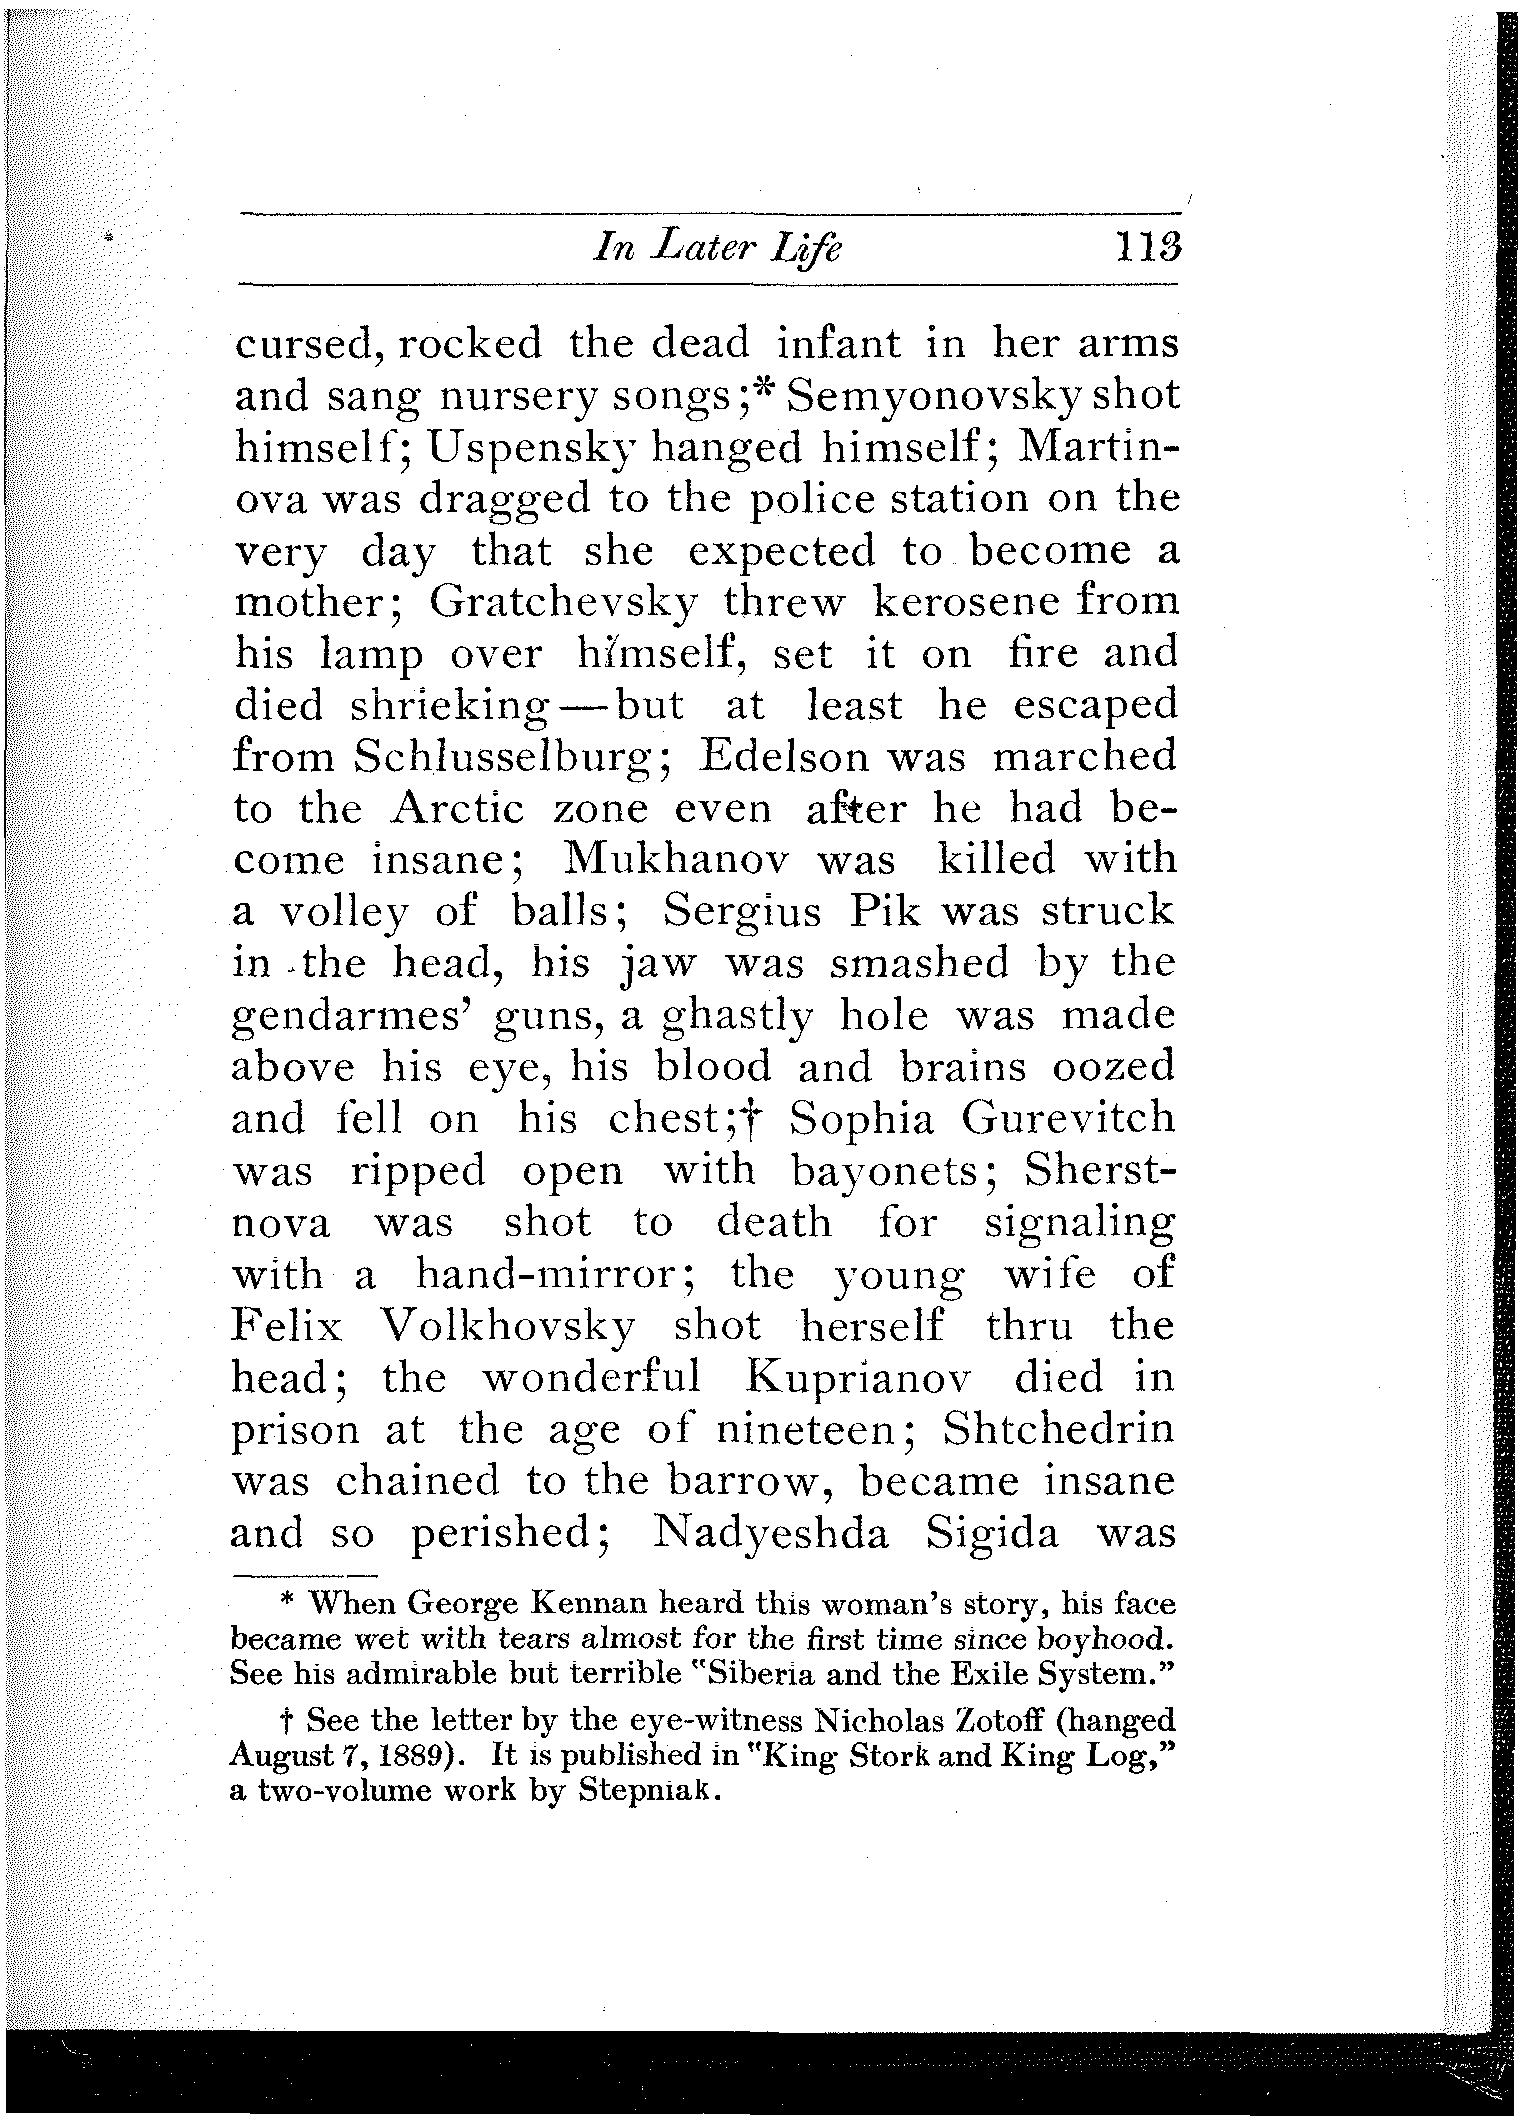 In Later Life 113
cursed, rocked the dead infant in her arms
and sang nursery songs;* Semyonovsky shot
himself; Uspensky hanged himself; Martin-
ova was dragged to the police station on the
very day that she expected to become a
mother; Gratchevsky threw kerosene from
his lamp over himself, set it on fire and
died shrieking—but at least he escaped
from Schlusselburg; Edelson was marched
to the Arctic zone even after he had be-
come insane; Mukhanov was killed with
a volley of balls; Sergius Pik was struck
in the head, his jaw was smashed by the
gendarmes' guns, a ghastly hole was made
above his eye, his blood and brains oozed
and fell on his chest;† Sophia Gurevitch
was ripped open with bayonets; Sherst-
nova was shot to death for signaling
with a hand-mirror; the young wife of
Felix Volkhovsky shot herself thru the
head; the wonderful Kuprianov died in
prison at the age of nineteen; Shtchedrin
was chained to the barrow, became insane
and so perished; Nadyeshda Sigida was
* When George Kennan heard this woman's story, his face
became wet with tears almost for the first time since boyhood.
See his admirable but terrible "Siberia and the Exile System."
† See the letter by the eye-witness Nicholas Zotoff (hanged
August 7, 1889). It is published in "King Stork and King Log,"
a two-volume work by Stepniak.